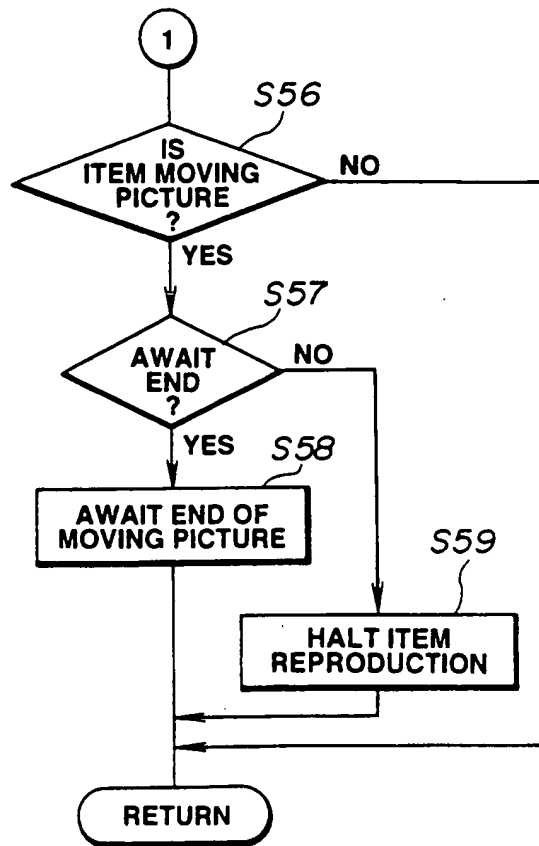 1
S56
IS
ITEM MOVING
PICTURE
?
NO
YES
S57
AWAIT
END
?
NO
YES
S58
AWAIT END OF
MOVING PICTURE
S59
HALT ITEM
REPRODUCTION
RETURN